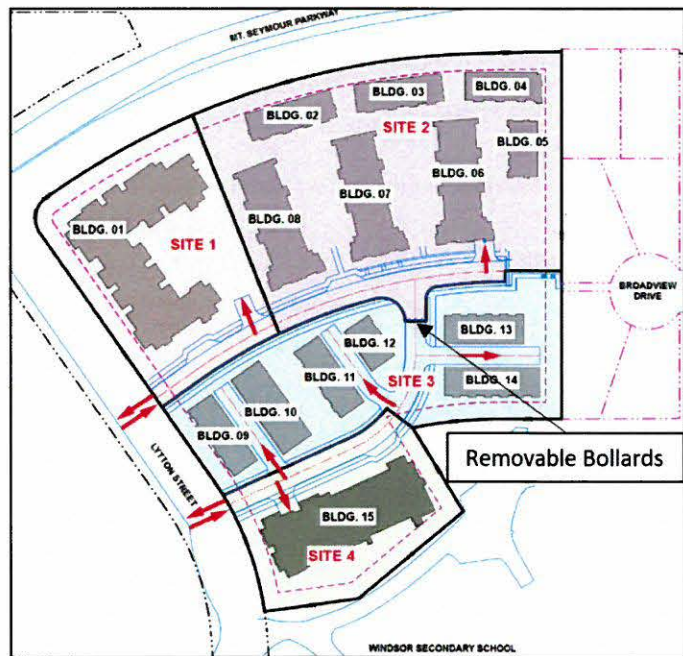 MT. SEYMOUR PARKWAY
BLDG. 04
BLDG. 03
BLDG. 02
SITE 2
BLDG. 05
BLDG. 06
BLDG. 07
BLDG. 08
BLDG. 01
SITE 1
BROADVIEW
DRIVE
BLDG. 13
BLDG. 12
BLDG. 11
SITE 3
BLDG. 14
BLDG. 10
BLDG. 09
Removable Bollards
LYTTON STREET
BLDG. 15
SITE 4
WINDSOR SECONDARY SCHOOL